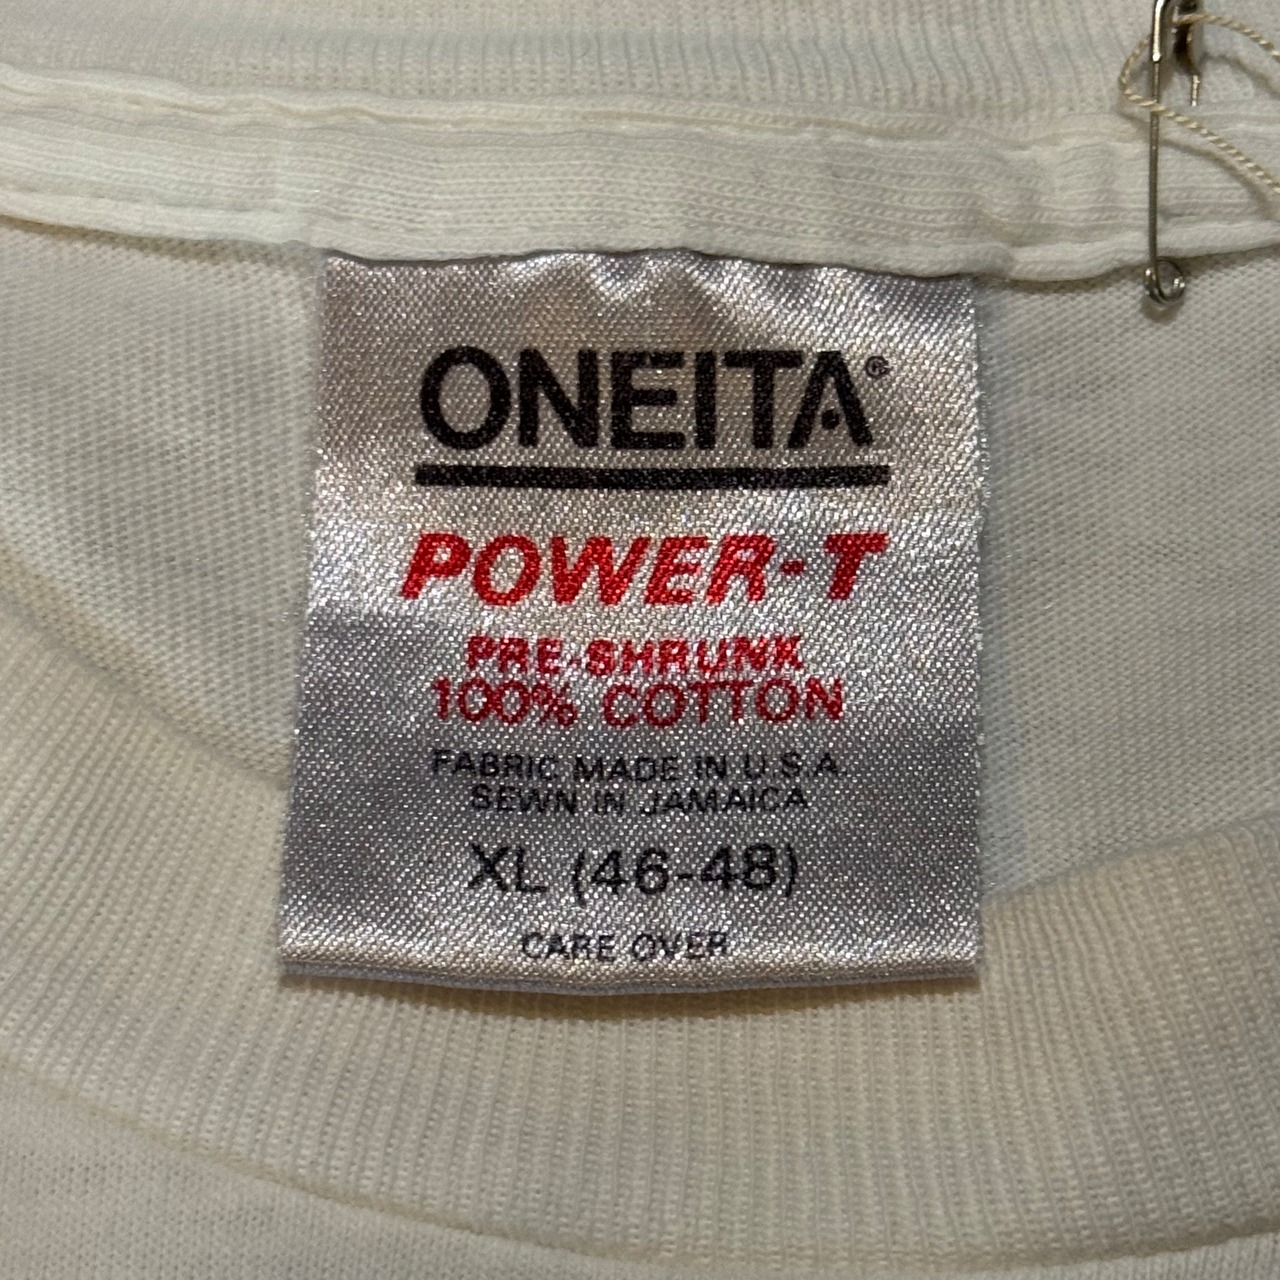 ONEITA®
POWER-T
PRE-SHRUNK
100% COTTON
FABRIC MADE IN U.S.A.
SEWN IN JAMAICA
XL (46-48)
CARE OVER